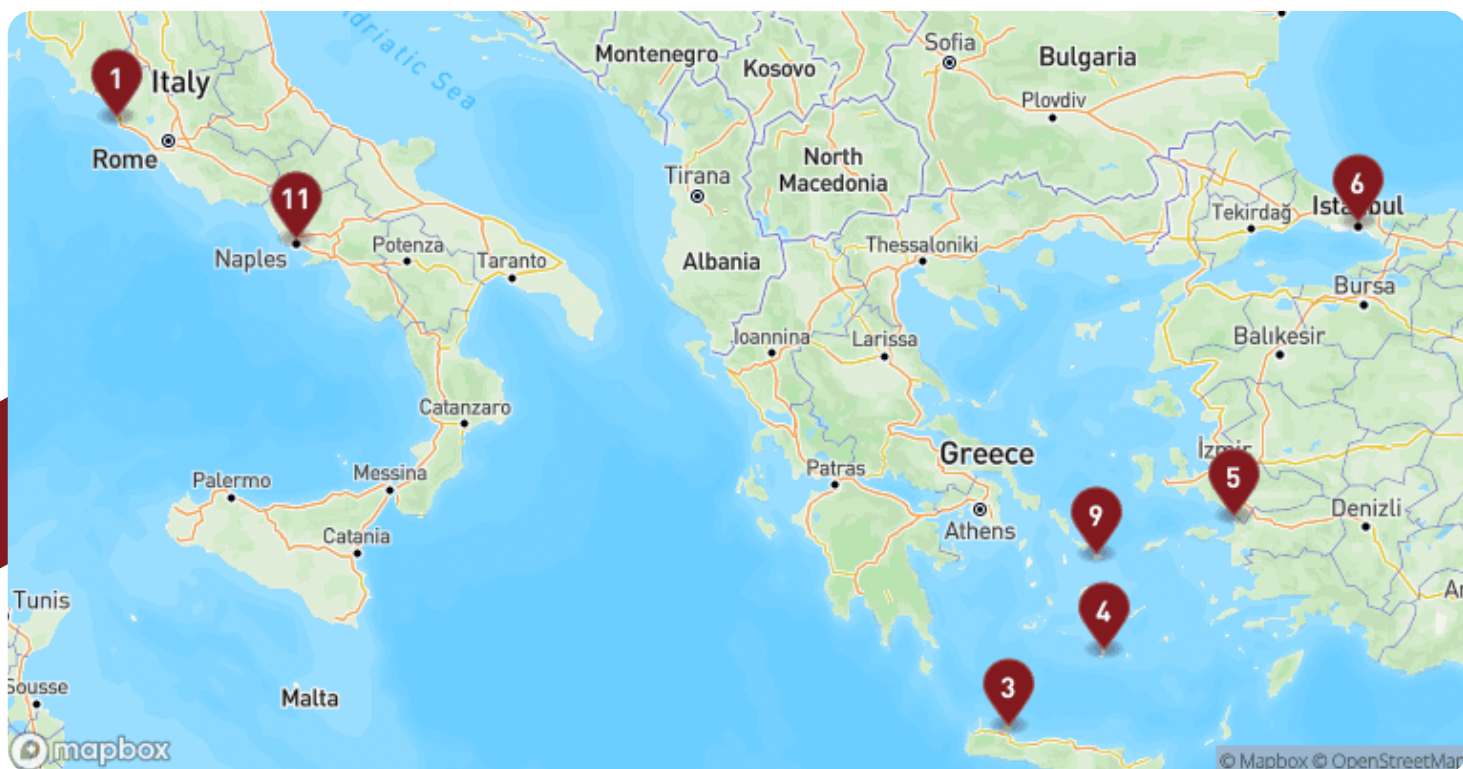 Adriatic Sea
Montenegro
Kosovo
Sofia
Bulgaria
1
Italy
Plovdiv
Rome
North
Macedonia
Tirana
6
Istanbul
11
Tekirdağ
Thessaloniki
Potenza
Naples
Taranto
Albania
Bursa
Ioannina
Larissa
Balıkesir
Catanzaro
Greece
İzmir
Patras
Messina
Palermo
5
Denizli
9
Athens
Catania
Tunis
4
Sousse
3
Malta
mapbox
© Mapbox © OpenStreetMap